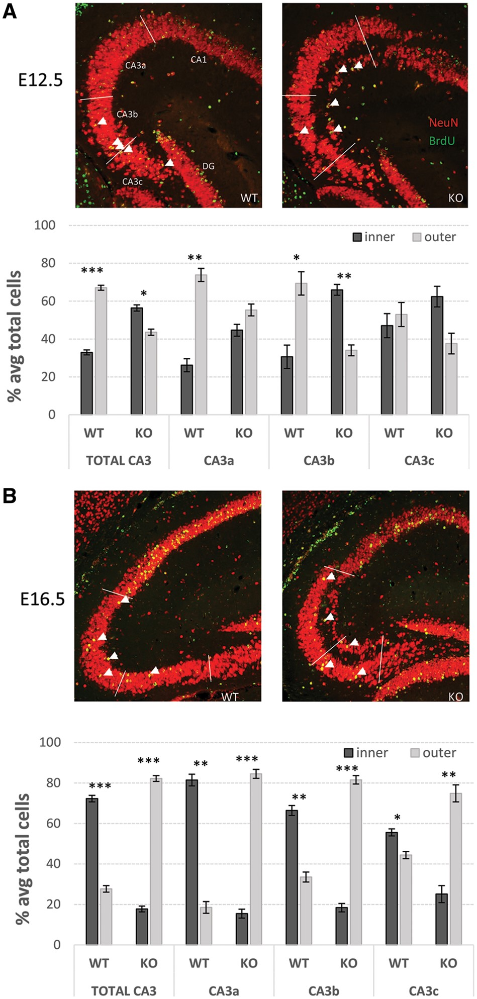 A
E12.5
CA3a
CA1
CA3b
CA3c
DG
WT
NeuN
BrdU
KO
100
80
60
40
20
0
% avg total cells
inner
outer
***
*
**
*
**
WT KO WT KO WT KO WT KO
TOTAL CA3 CA3a CA3b CA3c
B
E16.5
WT
KO
100
80
60
40
20
0
% avg total cells
inner
outer
***
***
**
***
**
***
*
**
WT KO WT KO WT KO WT KO
TOTAL CA3 CA3a CA3b CA3c